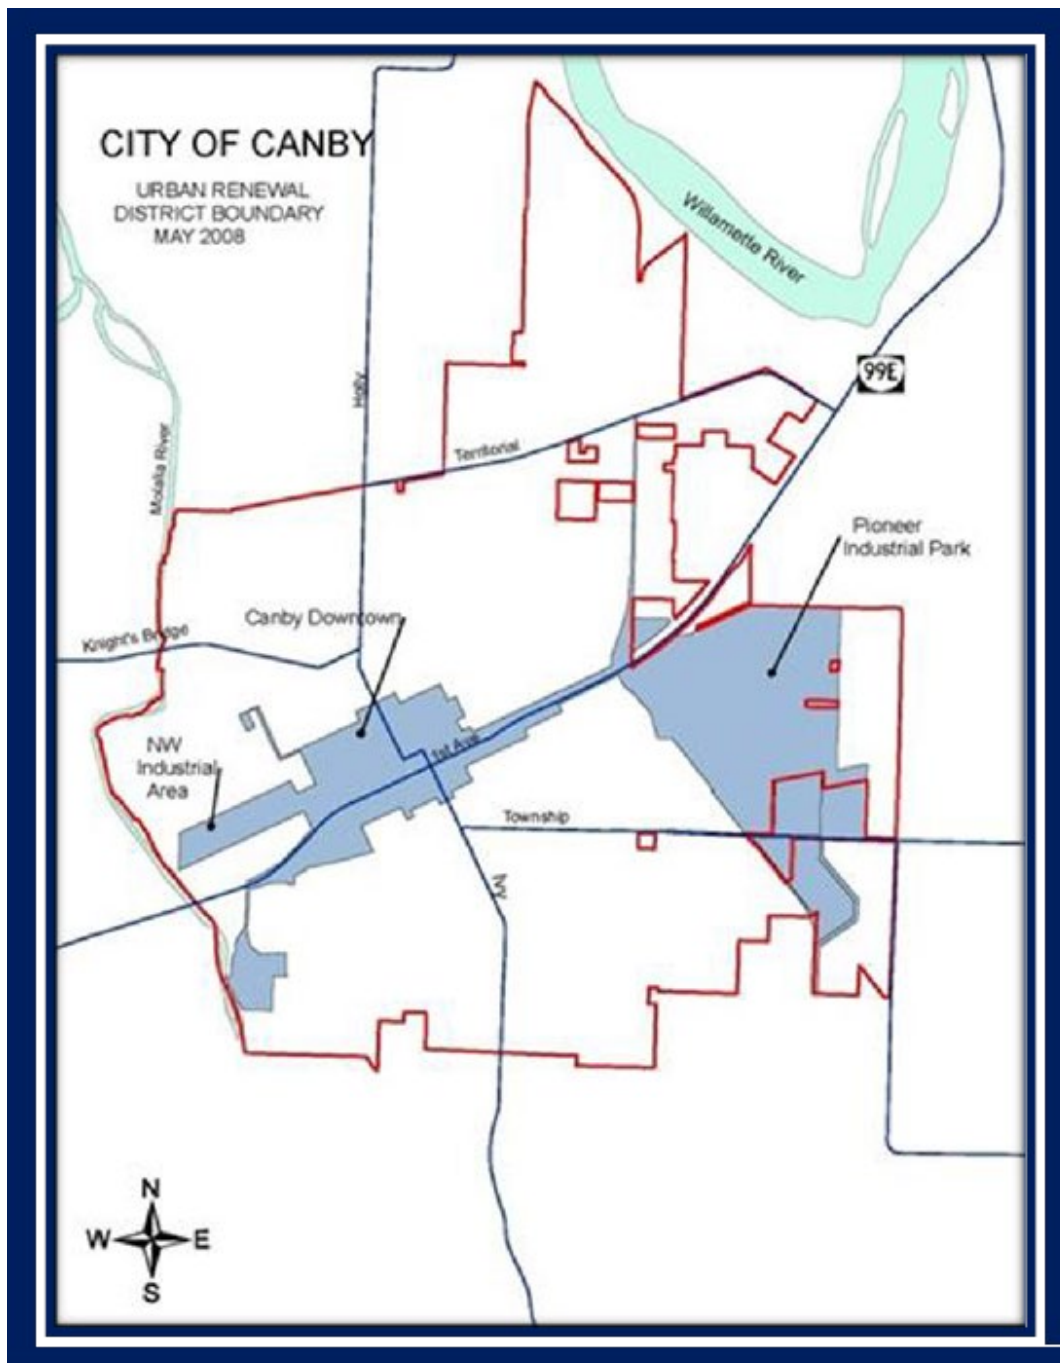 CITY OF CANBY
URBAN RENEWAL
DISTRICT BOUNDARY
MAY 2008
Willamette River
99E
Holly
Territorial
Molalla River
Pioneer
Industrial Park
Canby Downtown
Knight's Bridge
NW
Industrial
Area
1st Ave
Township
Ivy
N
W
E
S